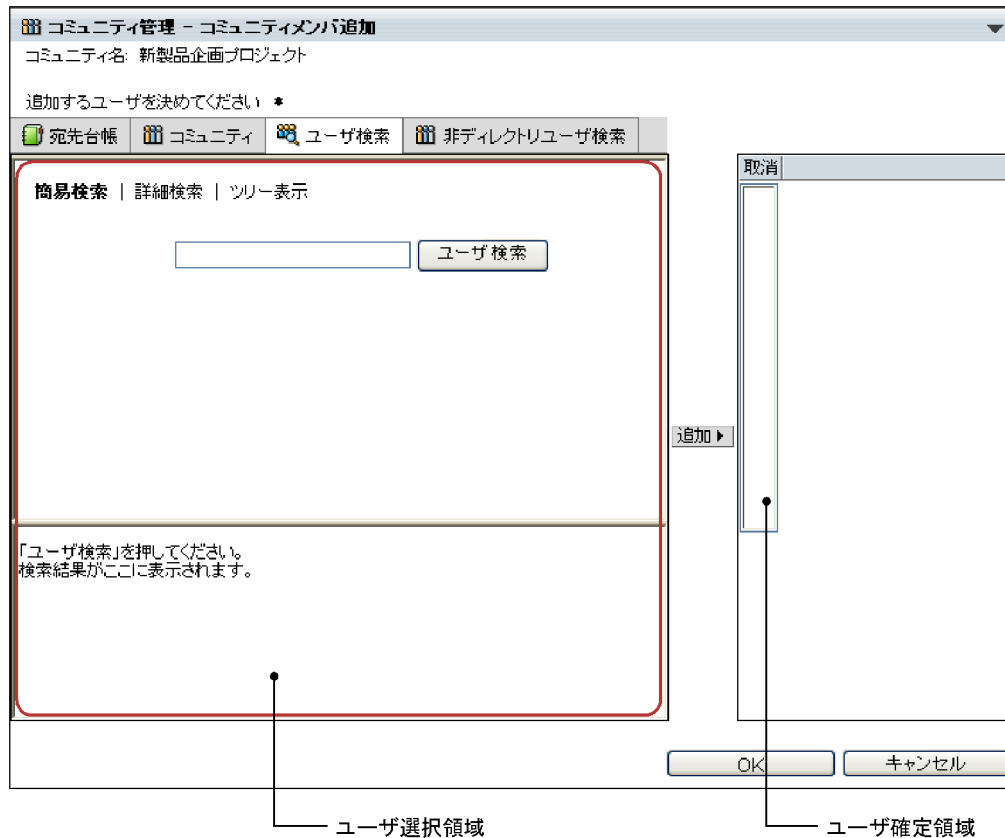 コミュニティ管理 - コミュニティメンバ追加
コミュニティ名: 新製品企画プロジェクト
追加するユーザを決めてください *
宛先台帳 コミュニティ ユーザ検索 非ディレクトリユーザ検索
取消
簡易検索 | 詳細検索 | ツリー表示
ユーザ検索
追加
「ユーザ検索」を押してください。
検索結果がここに表示されます。
OK キャンセル
ユーザ選択領域 ユーザ確定領域